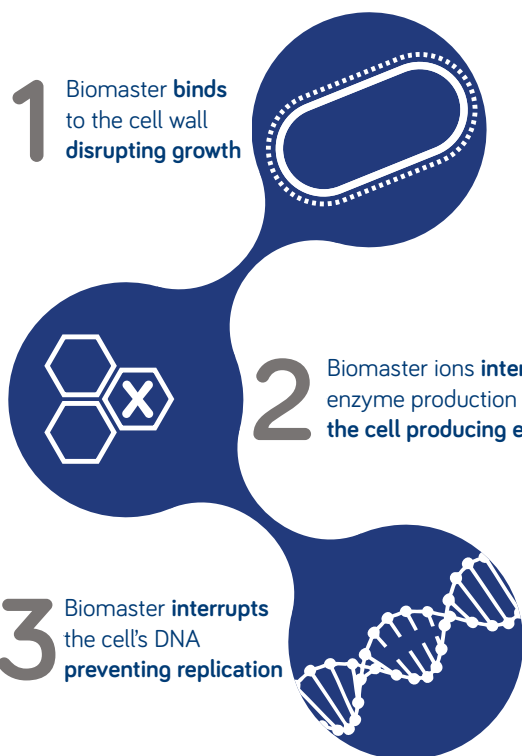 1
Biomaster binds
to the cell wall
disrupting growth
X
2
Biomaster ions
enzyme production
the cell producing
3
Biomaster interrupts
the cell's DNA
preventing replication